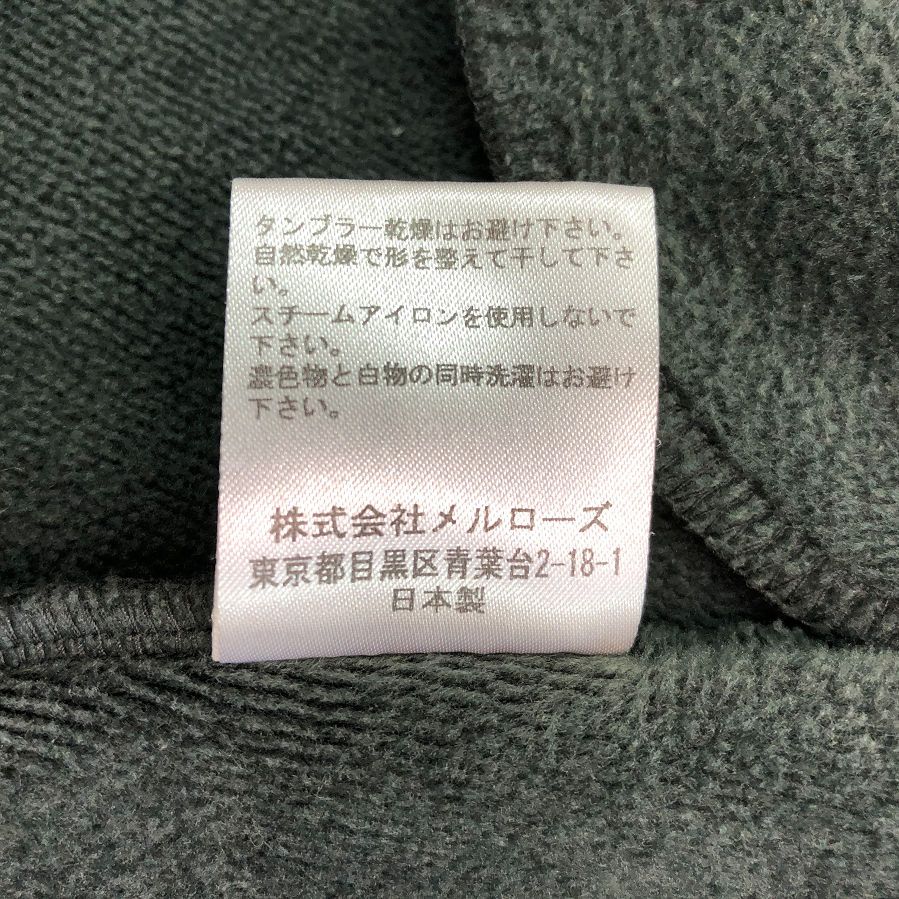 タンブラー乾燥はお避け下さい。
自然乾燥で形を整えて干して下さ
い。
スチームアイロンを使用しないで
下さい。
濃色物と白物の同時洗濯はお避け
下さい。
株式会社メルローズ
東京都目黒区青葉台2-18-1
日本製